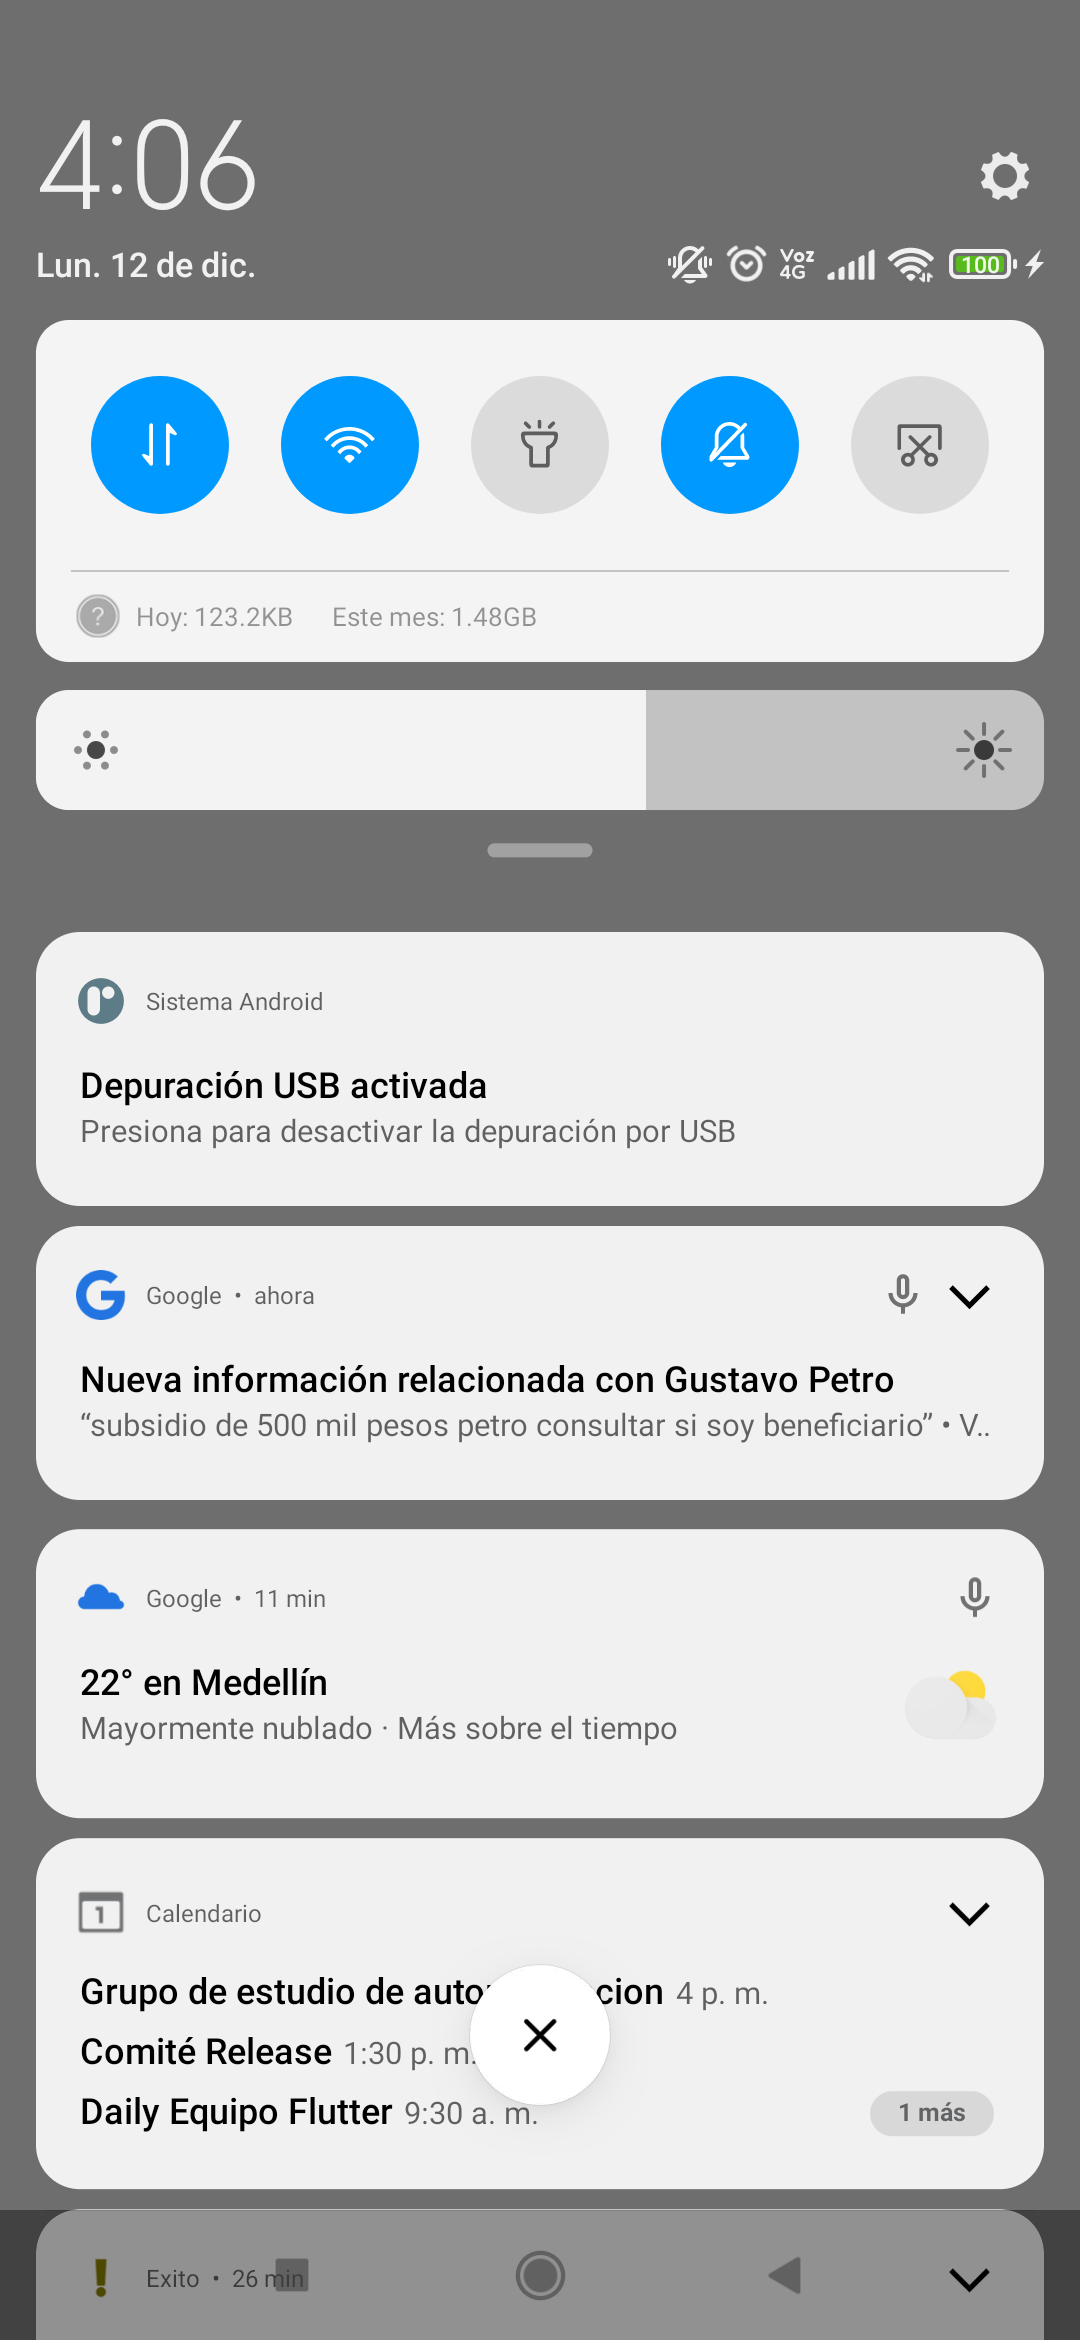 4:06
Lun. 12 de dic.
Voz
4G
100
Hoy: 123.2KB Este mes: 1.48GB
Sistema Android
Depuración USB activada
Presiona para desactivar la depuración por USB
Google • ahora
Nueva información relacionada con Gustavo Petro
“subsidio de 500 mil pesos petro consultar si soy beneficiario” • V..
Google • 11 min
22° en Medellín
Mayormente nublado · Más sobre el tiempo
1 Calendario
Grupo de estudio de 4 p. m.
Comité Release 1:30 p. m.
Daily Equipo Flutter 9:30 a. m.
1 más
Exito • 26 min